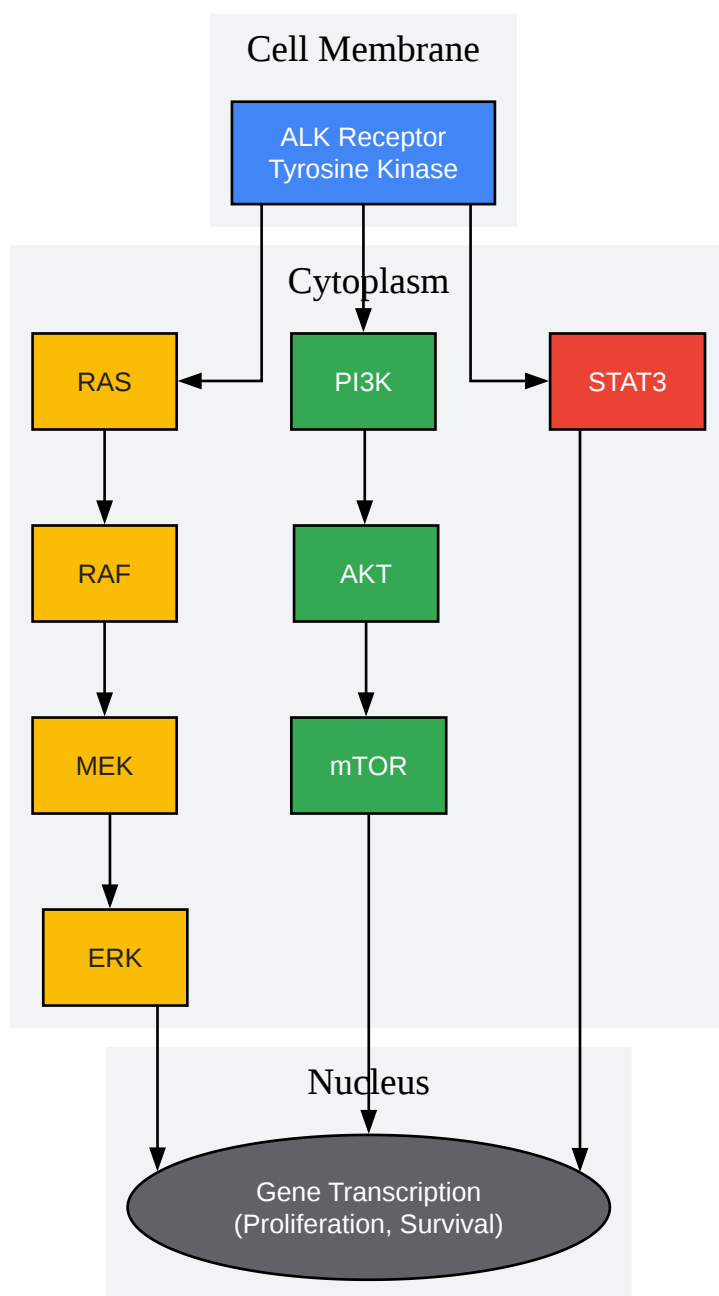 Cell Membrane
ALK Receptor
Tyrosine Kinase
Cytoplasm
RAS
PI3K
STAT3
RAF
AKT
MEK
mTOR
ERK
Nucleus
Gene Transcription
(Proliferation, Survival)